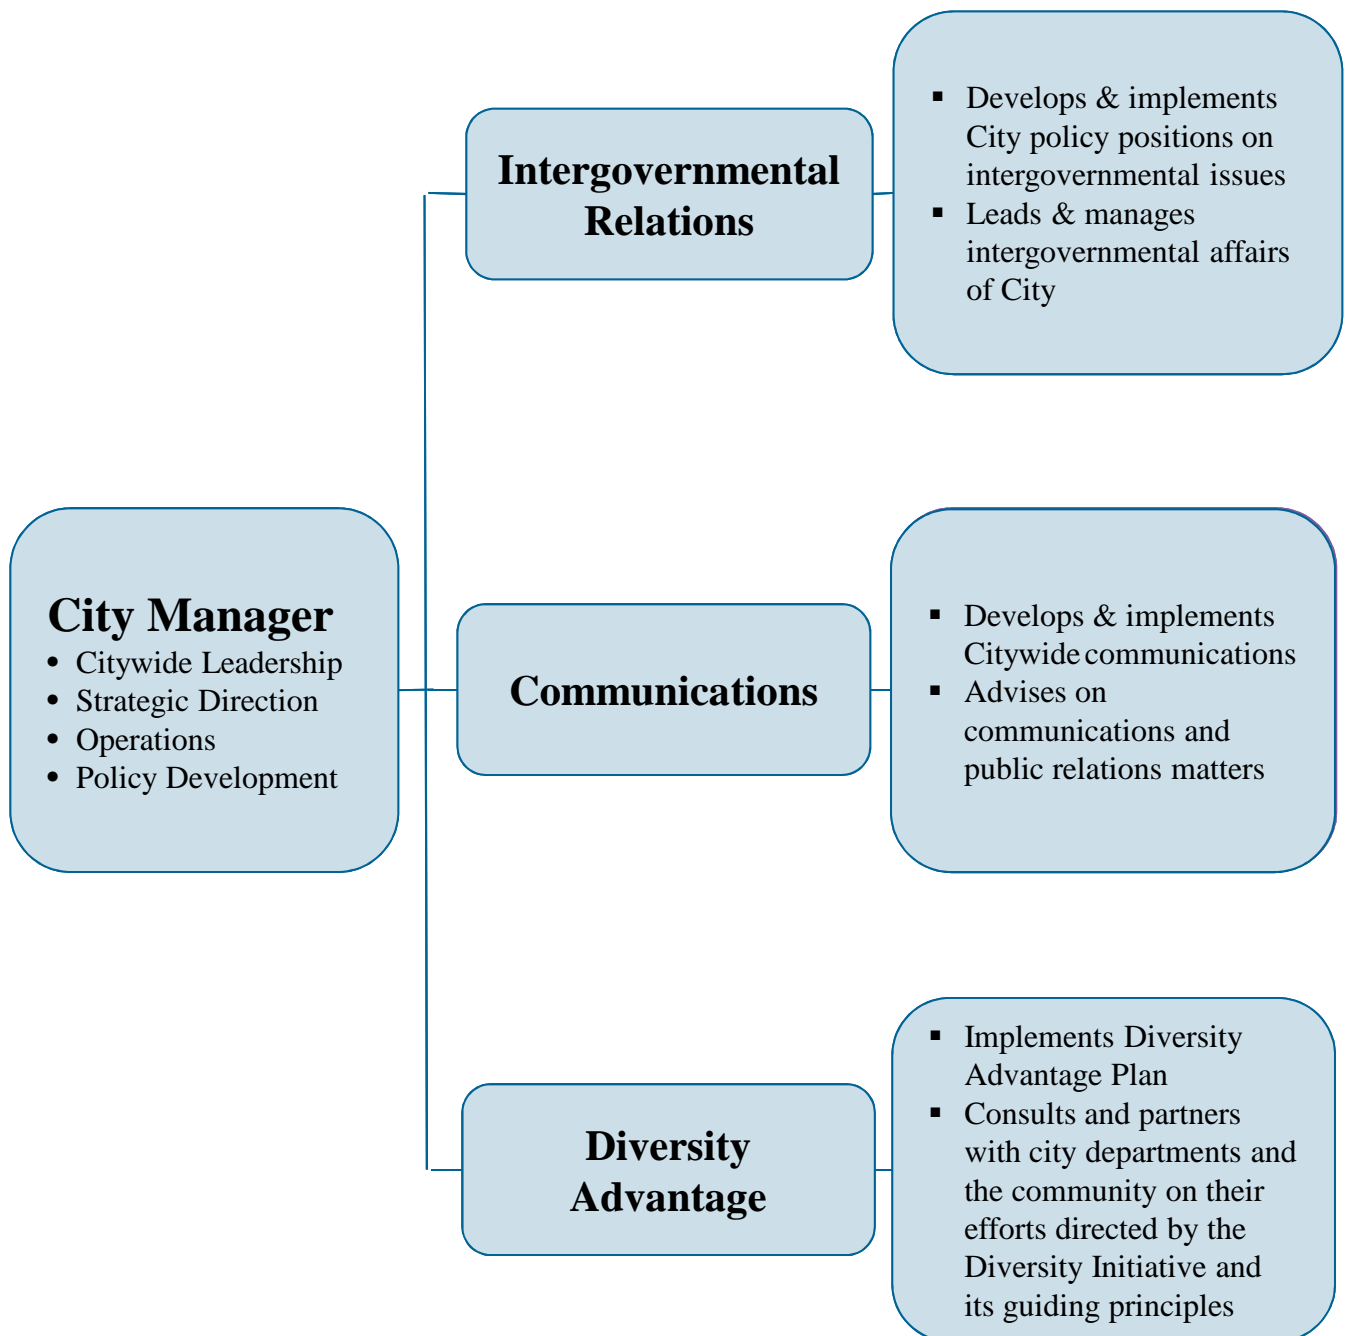 City Manager
• Citywide Leadership
• Strategic Direction
• Operations
• Policy Development
Intergovernmental
Relations
▪ Develops & implements
City policy positions on
intergovernmental issues
▪ Leads & manages
intergovernmental affairs
of City
Communications
▪ Develops & implements
Citywide communications
▪ Advises on
communications and
public relations matters
Diversity
Advantage
▪ Implements Diversity
Advantage Plan
▪ Consults and partners
with city departments and
the community on their
efforts directed by the
Diversity Initiative and
its guiding principles